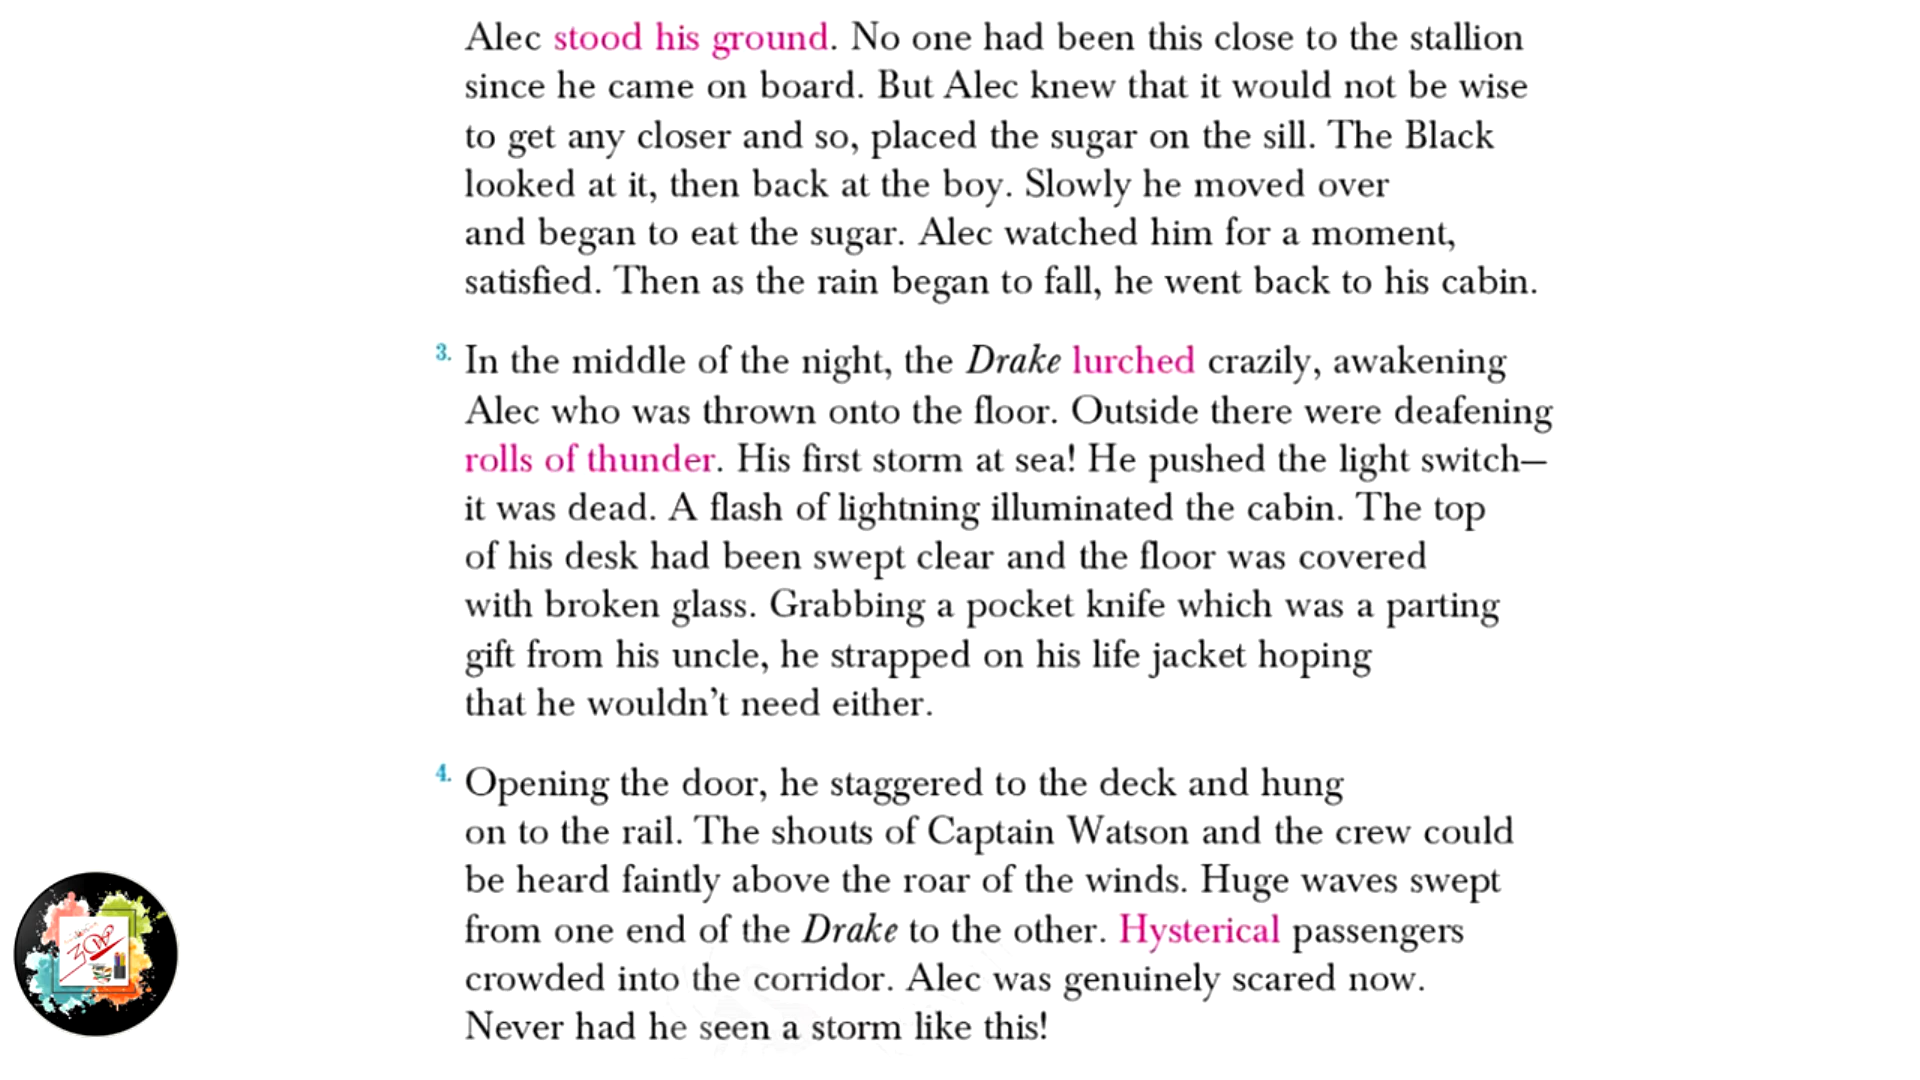 Alec stood his ground. No one had been this close to the stallion
since he came on board. But Alec knew that it would not be wise
to get any closer and so, placed the sugar on the sill. The Black
looked at it, then back at the boy. Slowly he moved over
and began to eat the sugar. Alec watched him for a moment,
satisfied. Then as the rain began to fall, he went back to his cabin.
3. In the middle of the night, the Drake lurched crazily, awakening
Alec who was thrown onto the floor. Outside there were deafening
rolls of thunder. His first storm at sea! He pushed the light switch—
it was dead. A flash of lightning illuminated the cabin. The top
of his desk had been swept clear and the floor was covered
with broken glass. Grabbing a pocket knife which was a parting
gift from his uncle, he strapped on his life jacket hoping
that he wouldn't need either.
4. Opening the door, he staggered to the deck and hung
on to the rail. The shouts of Captain Watson and the crew could
be heard faintly above the roar of the winds. Huge waves swept
from one end of the Drake to the other. Hysterical passengers
crowded into the corridor. Alec was genuinely scared now.
Never had he seen a storm like this!